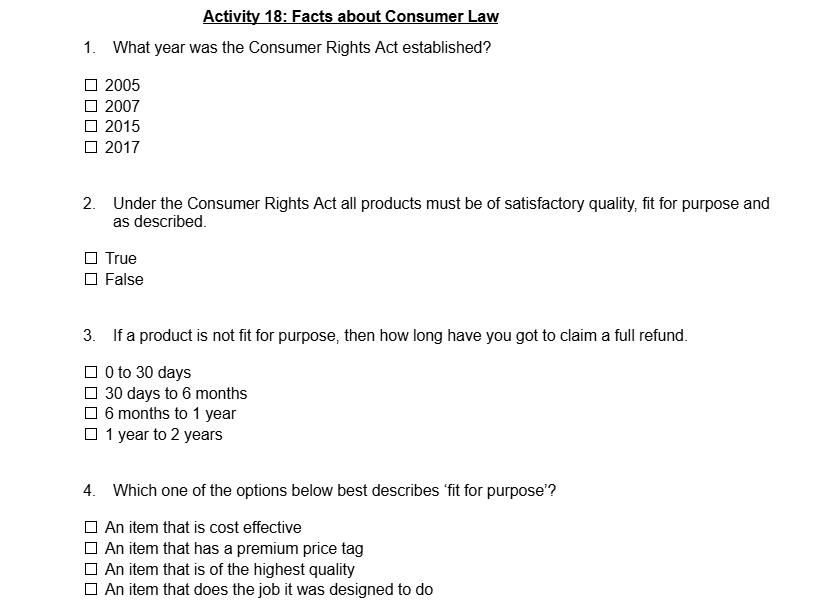 Activity 18: Facts about Consumer Law
1. What year was the Consumer Rights Act established?
☐ 2005
☐ 2007
☐ 2015
☐ 2017
2. Under the Consumer Rights Act all products must be of satisfactory quality, fit for purpose and
as described.
☐ True
☐ False
3. If a product is not fit for purpose, then how long have you got to claim a full refund.
☐ 0 to 30 days
☐ 30 days to 6 months
☐ 6 months to 1 year
☐ 1 year to 2 years
4. Which one of the options below best describes ‘fit for purpose’?
☐ An item that is cost effective
☐ An item that has a premium price tag
☐ An item that is of the highest quality
☐ An item that does the job it was designed to do